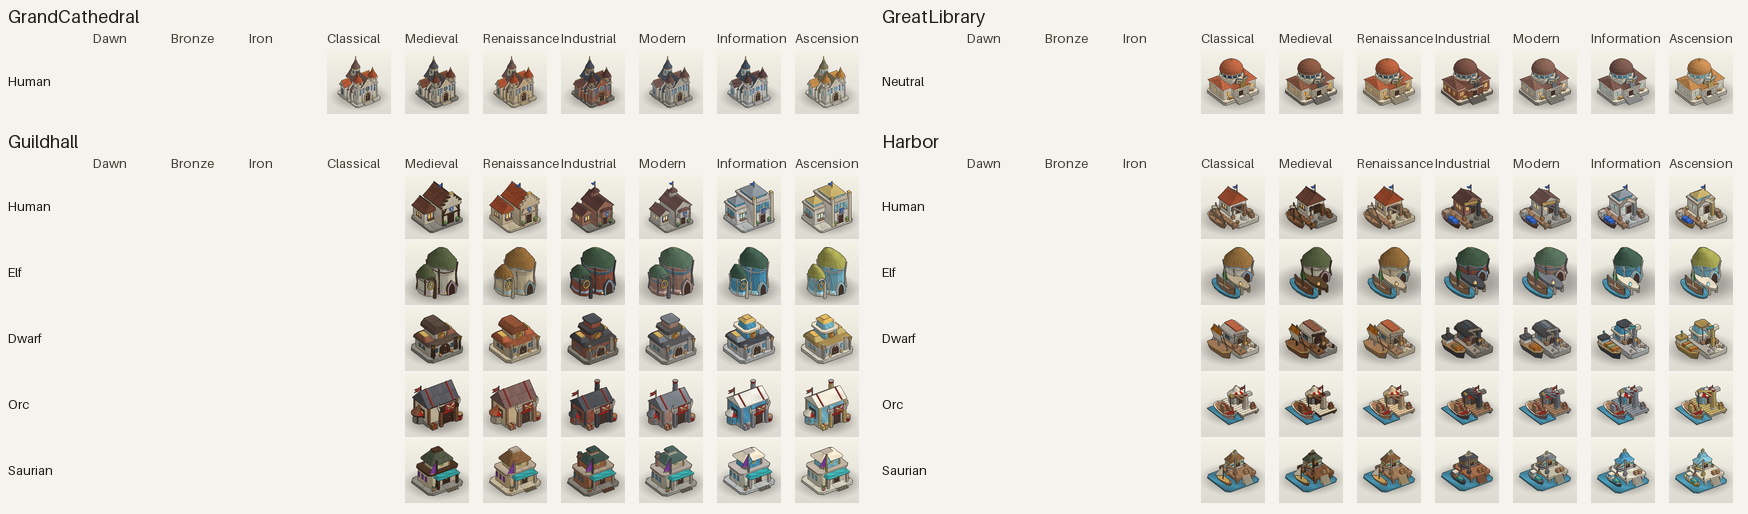 GrandCathedral
Dawn Bronze Iron Classical Medieval Renaissance Industrial Modern Information Ascension
Human
GreatLibrary
Dawn Bronze Iron Classical Medieval Renaissance Industrial Modern Information Ascension
Neutral
Guildhall
Dawn Bronze Iron Classical Medieval Renaissance Industrial Modern Information Ascension
Human
Elf
Dwarf
Orc
Saurian
Harbor
Dawn Bronze Iron Classical Medieval Renaissance Industrial Modern Information Ascension
Human
Elf
Dwarf
Orc
Saurian